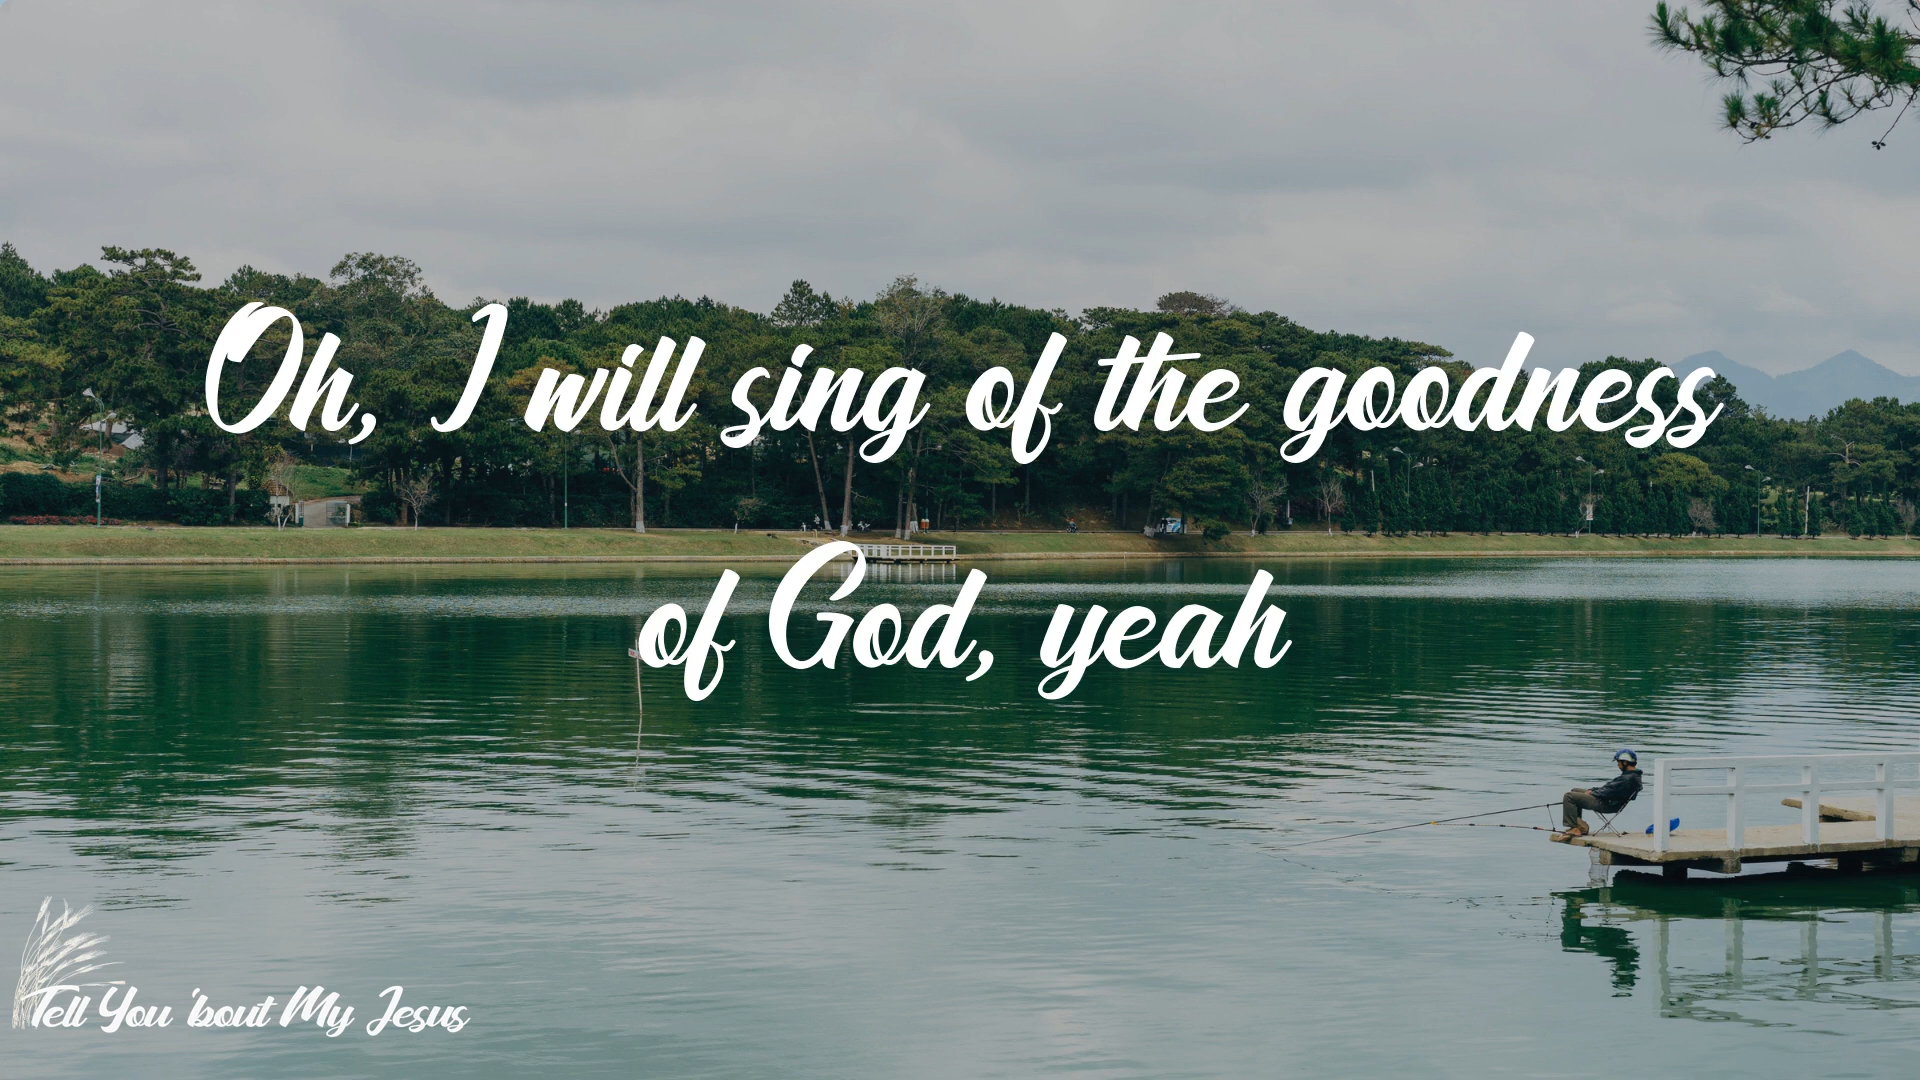 Oh, I will sing of the goodness
of God, yeah
Tell You 'bout My Jesus